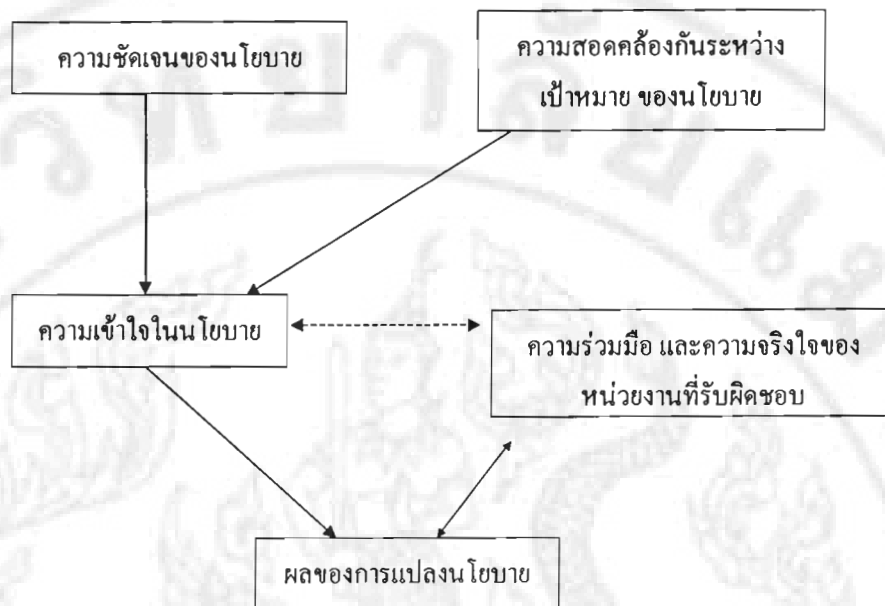 ความชัดเจนของนโยบาย
ความสอดคล้องกันระหว่าง
เป้าหมาย ของนโยบาย
ความเข้าใจในนโยบาย
ความร่วมมือ และความจริงใจของ
หน่วยงานที่รับผิดชอบ
ผลของการแปลงนโยบาย